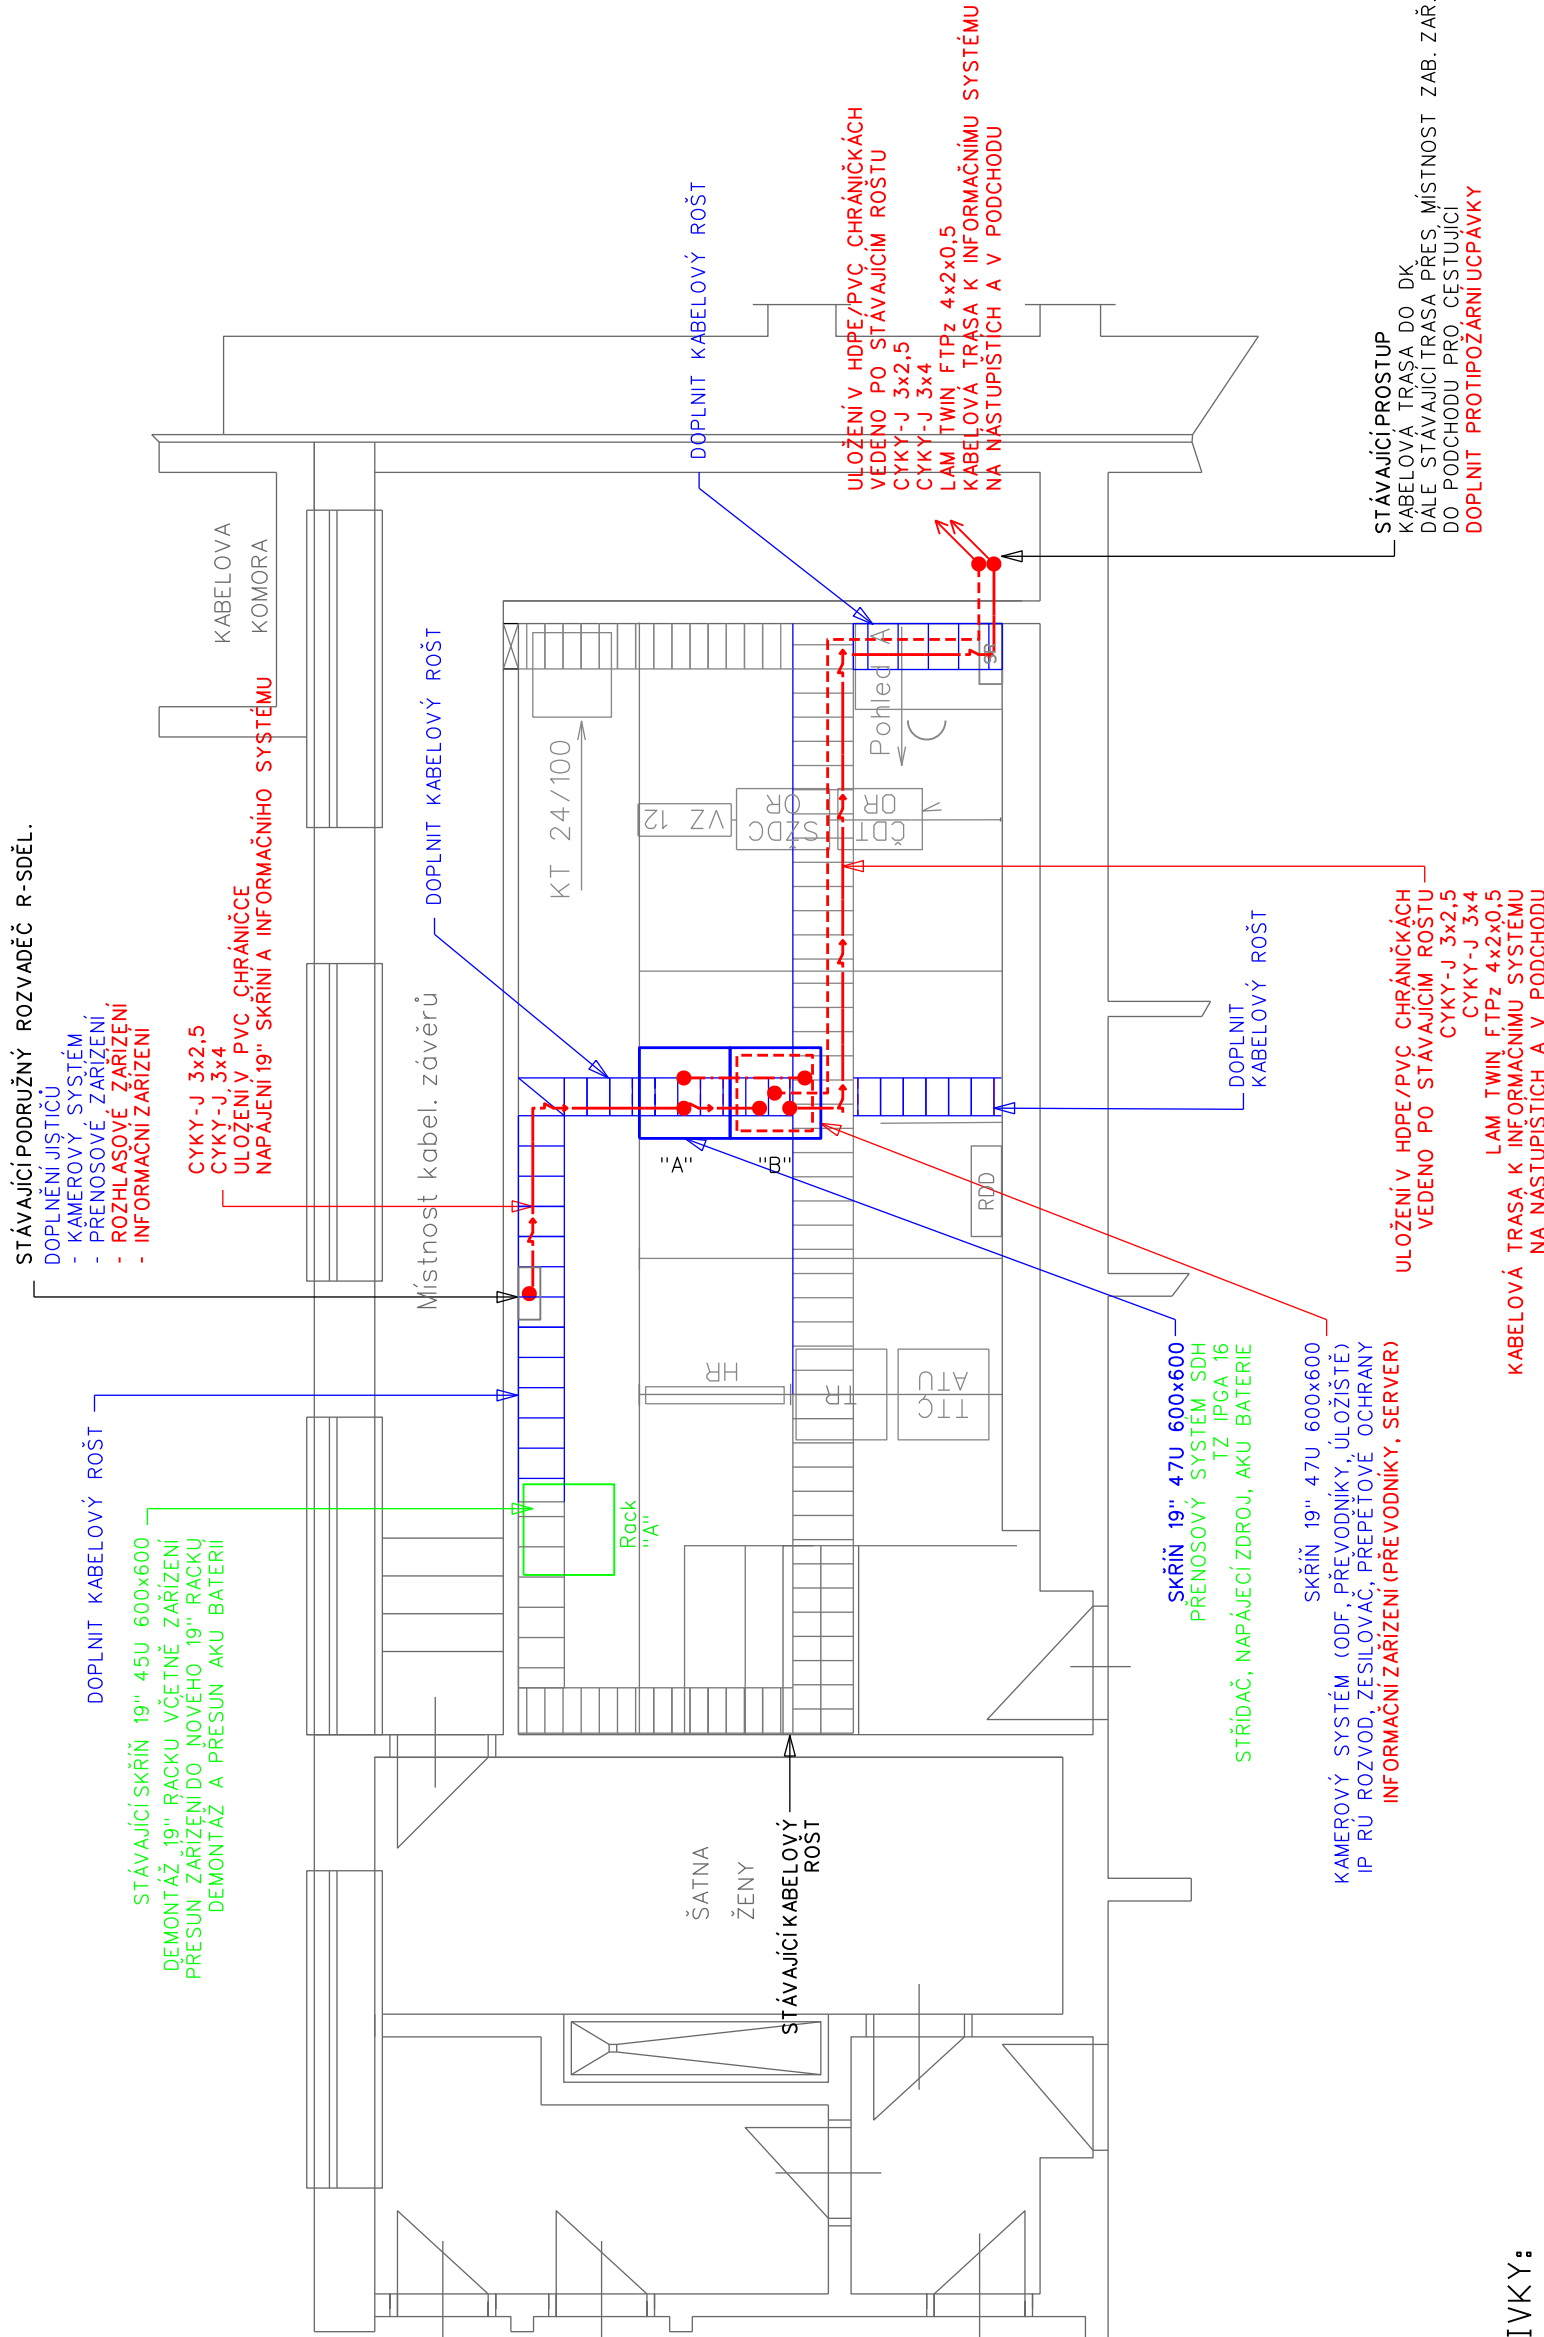 STÁVAJÍCÍ PODRUŽNÝ ROZVADĚČ R-SDĚL.
DOPLNĚNÍ JISTIČŮ
- KAMEROVÝ SYSTÉM
- PŘENOSOVÉ ZAŘÍZENÍ
- ROZHLASOVÉ ZAŘÍZENÍ
- INFORMAČNÍ ZAŘÍZENÍ
CYKY-J 3x2,5
CYKY-J 3x4
ULOŽENÍ V PVC CHRÁNIČCE
NAPÁJENÍ 19" SKŘÍNÍ A INFORMAČNÍHO SYSTÉMU
KABELOVA
KOMORA
DOPLNIT KABELOVÝ ROŠT
STÁVAJÍCÍ SKŘÍŇ 19" 45U 600x600
DEMONTÁŽ 19" RACKU VČETNĚ ZAŘÍZENÍ
PŘESUN ZAŘÍZENÍ DO NOVÉHO 19" RACKU
DEMONTÁŽ A PŘESUN AKU BATERIÍ
Místnost kabel. závěrů
DOPLNIT KABELOVÝ ROŠT
DOPLNIT KABELOVÝ ROŠT
KT 24/100
VZ 12
SŽDC
OR
ČDT
OR
Pohled A
SB
HR
TR
TTC
ATU
RDD
Rack
"A"
"A"
"B"
ŠATNA
ŽENY
STÁVAJÍCÍ KABELOVÝ
ROŠT
ULOŽENÍ V HDPE/PVC CHRÁNIČKÁCH
VEDENO PO STÁVAJÍCÍM ROŠTU
CYKY-J 3x2,5
CYKY-J 3x4
LAM TWIN FTPz 4x2x0,5
KABELOVÁ TRASA K INFORMAČNÍMU SYSTÉMU
NA NÁSTUPIŠTÍCH A V PODCHODU
STÁVAJÍCÍ PROSTUP
KABELOVÁ TRASA DO DK
DÁLE STÁVAJÍCÍ TRASA PŘES MÍSTNOST ZAB. ZAŘ.
DO PODCHODU PRO CESTUJÍCÍ
DOPLNIT PROTIPOŽÁRNÍ UCPÁVKY
DOPLNIT
KABELOVÝ ROŠT
ULOŽENÍ V HDPE/PVC CHRÁNIČKÁCH
VEDENO PO STÁVAJÍCÍM ROŠTU
CYKY-J 3x2,5
CYKY-J 3x4
LAM TWIN FTPz 4x2x0,5
KABELOVÁ TRASA K INFORMAČNÍMU SYSTÉMU
NA NÁSTUPIŠTÍCH A V PODCHODU
SKŘÍŇ 19" 47U 600x600
PŘENOSOVÝ SYSTÉM SDH
TZ IPGA 16
STŘÍDAČ, NAPÁJECÍ ZDROJ, AKU BATERIE
SKŘÍŇ 19" 47U 600x600
KAMEROVÝ SYSTÉM (ODF, PŘEVODNÍKY, ÚLOŽIŠTĚ)
IP RÚ ROZVOD, ZESILOVAČ, PŘEPĚŤOVÉ OCHRANY
INFORMAČNÍ ZAŘÍZENÍ (PŘEVODNÍKY, SERVER)
IVKY: